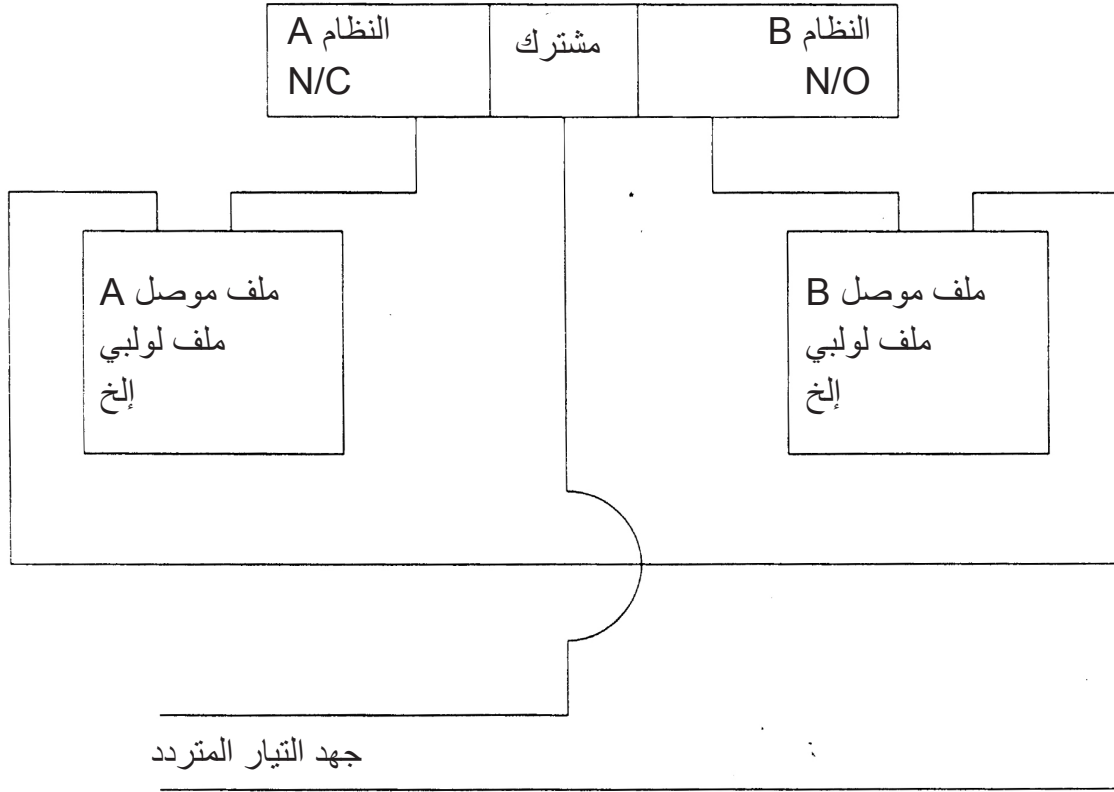 النظام A
N/C
مشترك
النظام B
N/O
ملف موصل A
ملف لولبي
إلخ
ملف موصل B
ملف لولبي
إلخ
جهد التيار المتردد